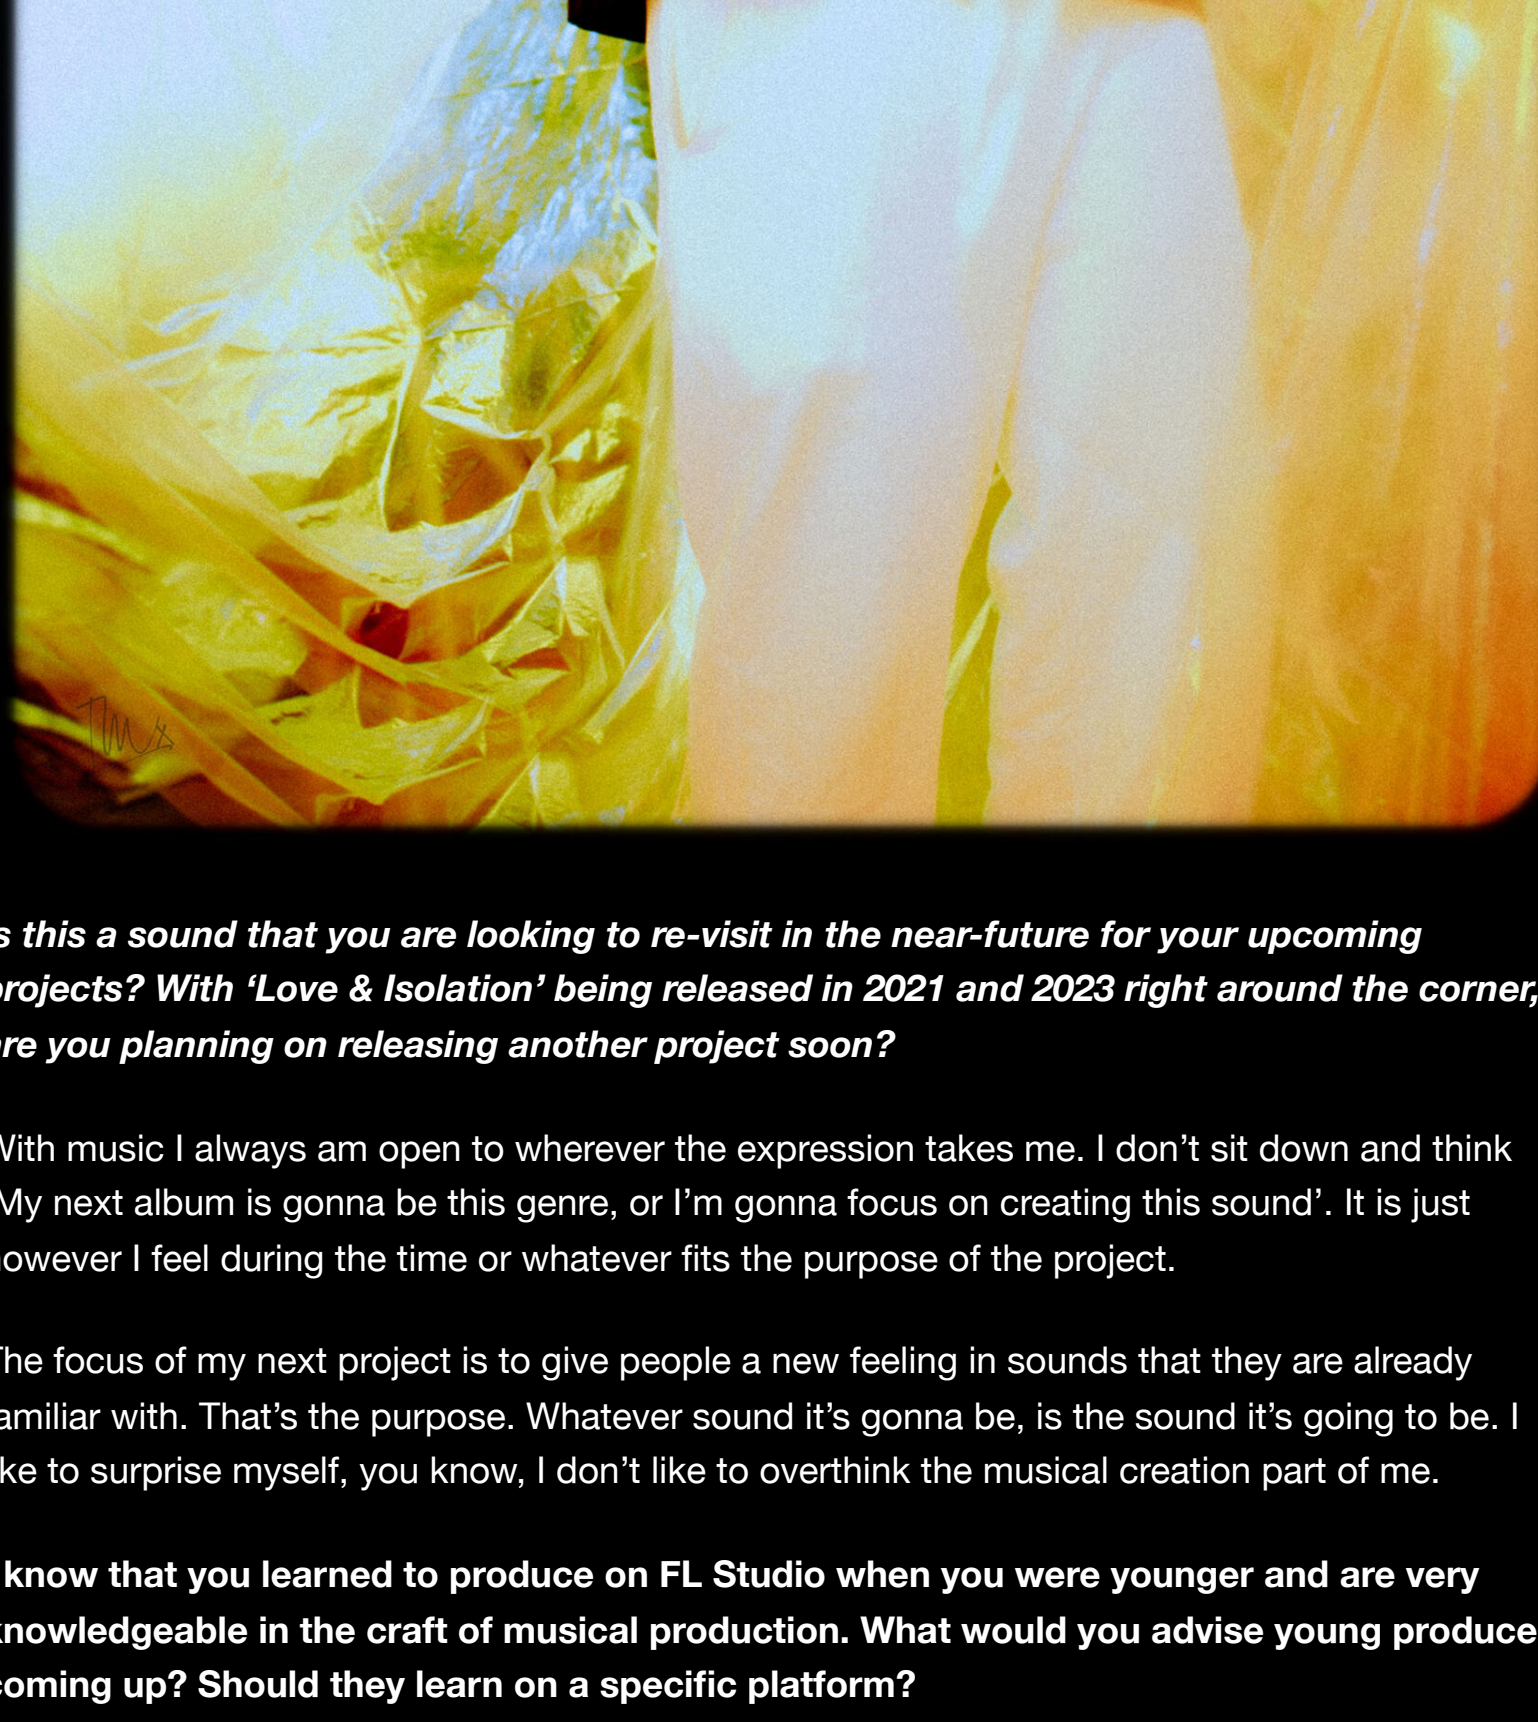 s this a sound that you are looking to re-visit in the near-future for your upcoming
projects? With ‘Love & Isolation’ being released in 2021 and 2023 right around the corner,
are you planning on releasing another project soon?
With music I always am open to wherever the expression takes me. I don’t sit down and think
My next album is gonna be this genre, or I’m gonna focus on creating this sound’. It is just
however I feel during the time or whatever fits the purpose of the project.
The focus of my next project is to give people a new feeling in sounds that they are already
familiar with. That’s the purpose. Whatever sound it’s gonna be, is the sound it’s going to be. I
like to surprise myself, you know, I don’t like to overthink the musical creation part of me.
know that you learned to produce on FL Studio when you were younger and are very
knowledgeable in the craft of musical production. What would you advise young produce
coming up? Should they learn on a specific platform?